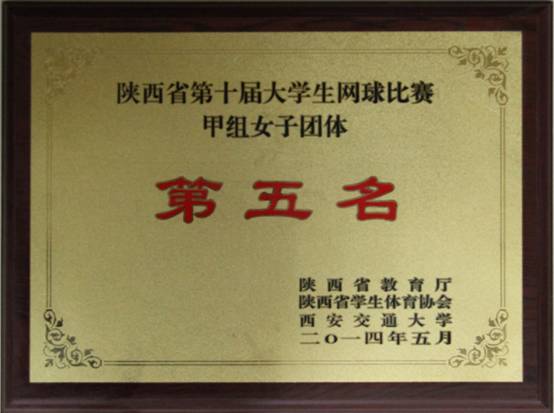 陕西省第十届大学生网球比赛
甲组女子团体
第五名
陕西省教育厅
陕西省学生体育协会
西安交通大学
二〇一四年五月